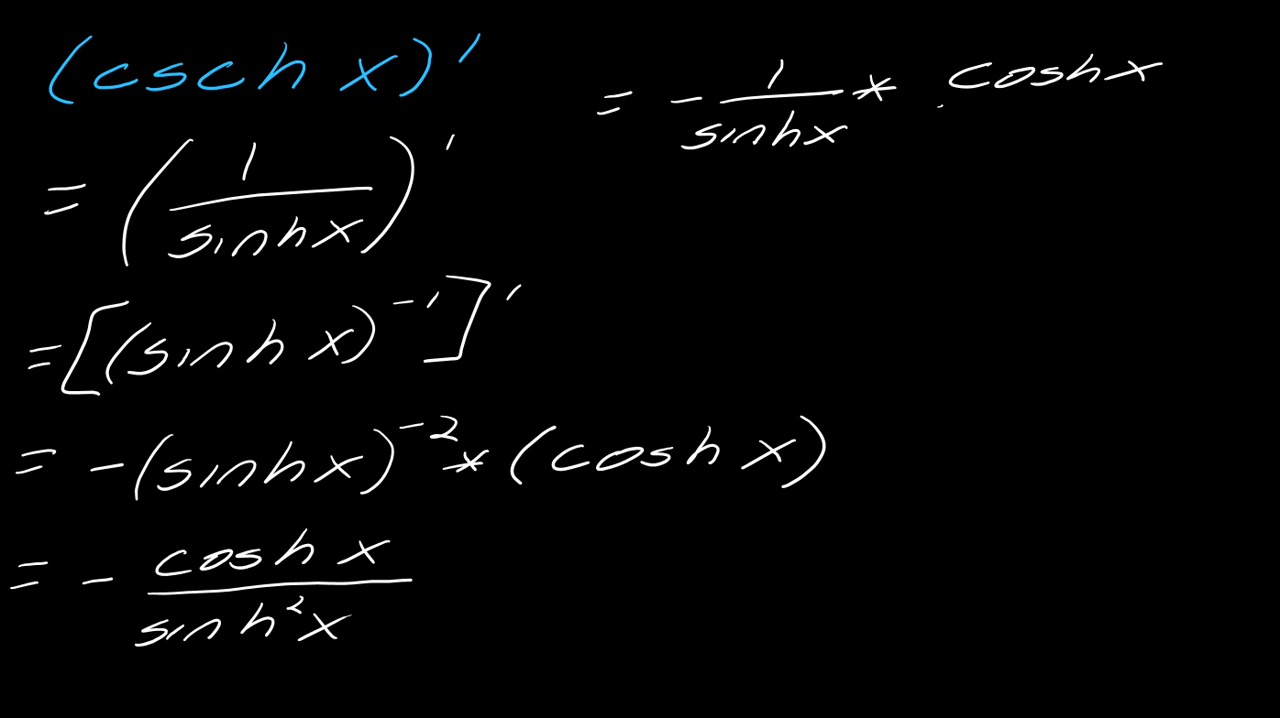 (csch x)'
= (1/sinhx)'
= [(sinh x)⁻¹]'
= -(sinhx)⁻² * (cosh x)
= - cosh x / sinh²x
= - 1/sinhx * coshx